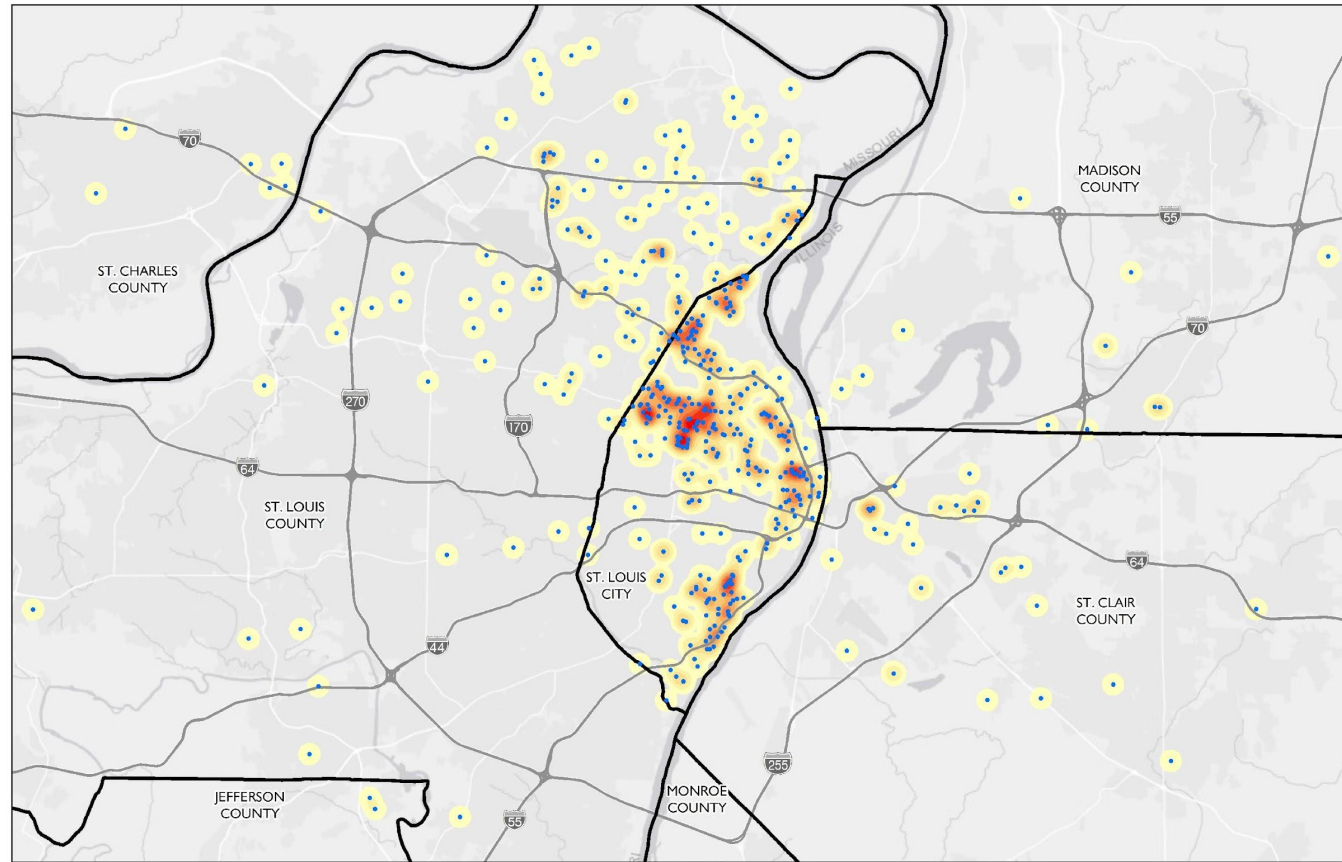 70
MISSOURI
MADISON
COUNTY
55
ILLINOIS
ST. CHARLES
COUNTY
70
270
170
64
ST. LOUIS
COUNTY
64
ST. LOUIS
CITY
ST. CLAIR
COUNTY
44
255
JEFFERSON
COUNTY
MONROE
COUNTY
55